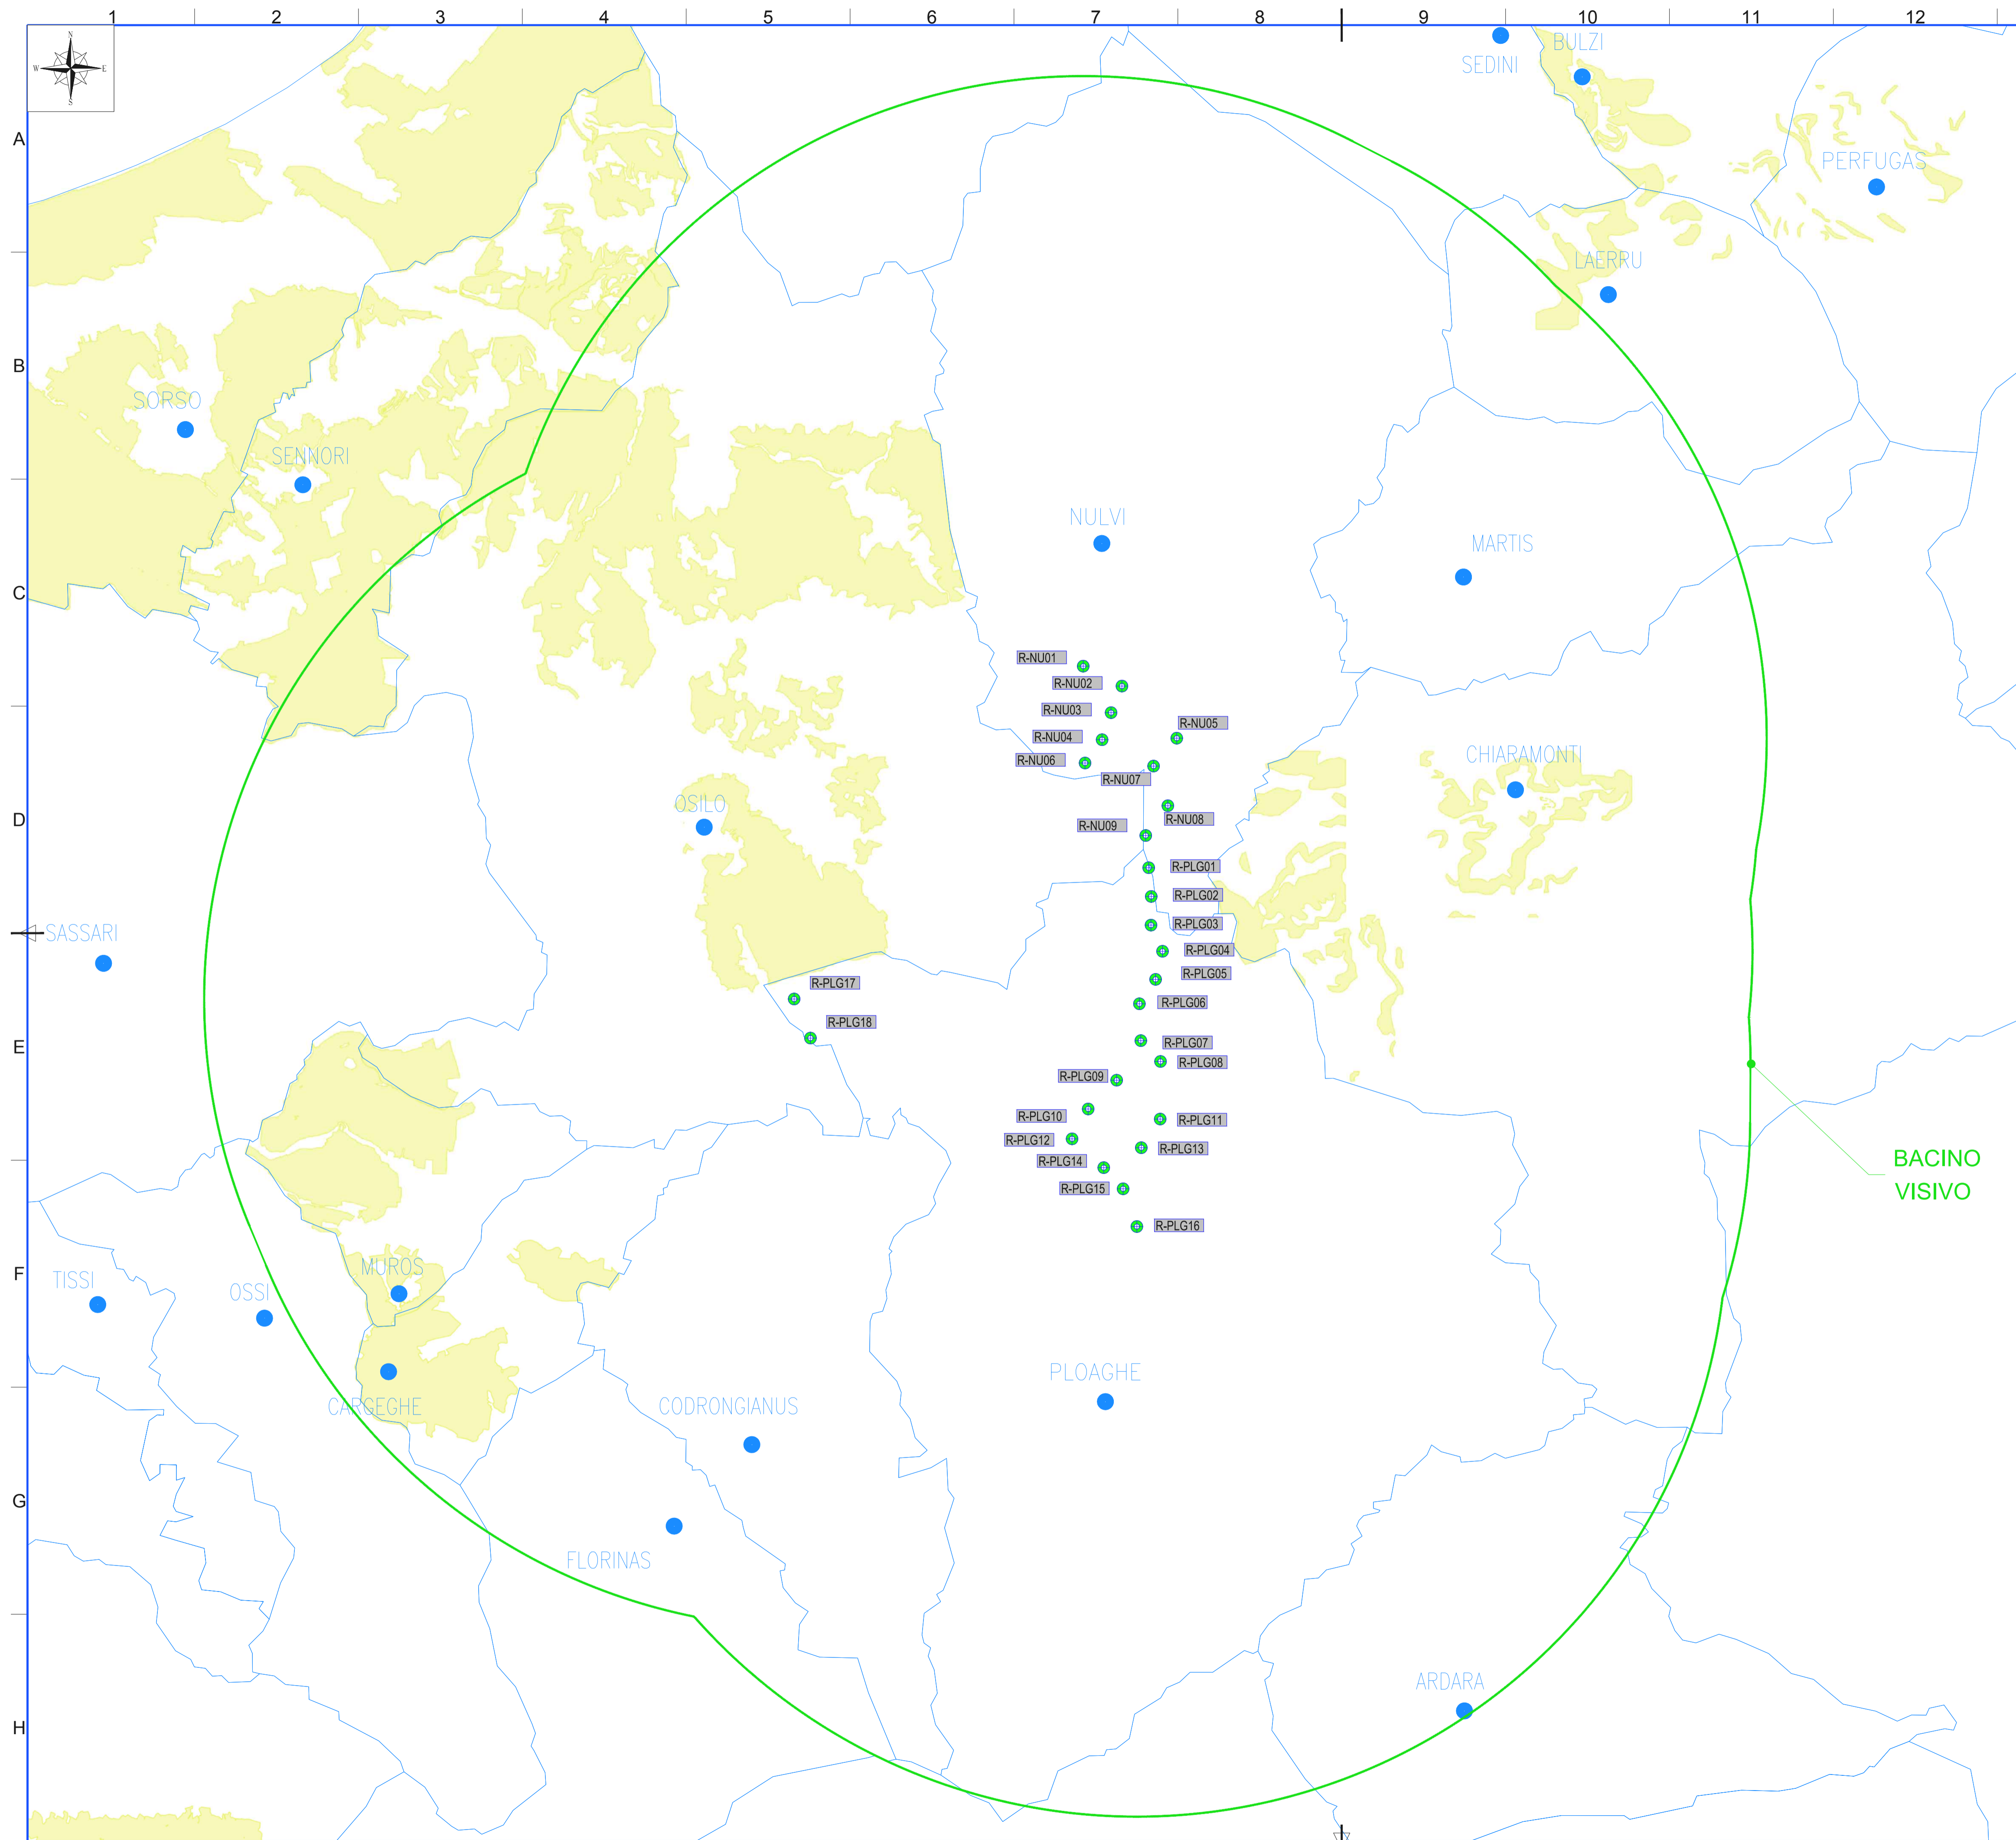 1 2 3 4 5 6 7 8 9 10 11 12
N
W E
S
BULZI
SEDINI
A
PERFUGAS
LAERRU
B
SORSO
SENNORI
NULVI
MARTIS
C
R-NU01
R-NU02
R-NU03
R-NU05
R-NU04
R-NU06
CHIARAMONTI
R-NU07
OSILO
D
R-NU08
R-NU09
R-PLG01
R-PLG02
R-PLG03
SASSARI
R-PLG04
R-PLG05
R-PLG17
R-PLG06
R-PLG18
E
R-PLG07
R-PLG08
R-PLG09
R-PLG10
R-PLG11
R-PLG12
R-PLG13
BACINO
VISIVO
R-PLG14
R-PLG15
R-PLG16
MUROS
F
TISSI
OSSI
PLOAGHE
CARGEGHE
CODRONGIANUS
G
FLORINAS
ARDARA
H